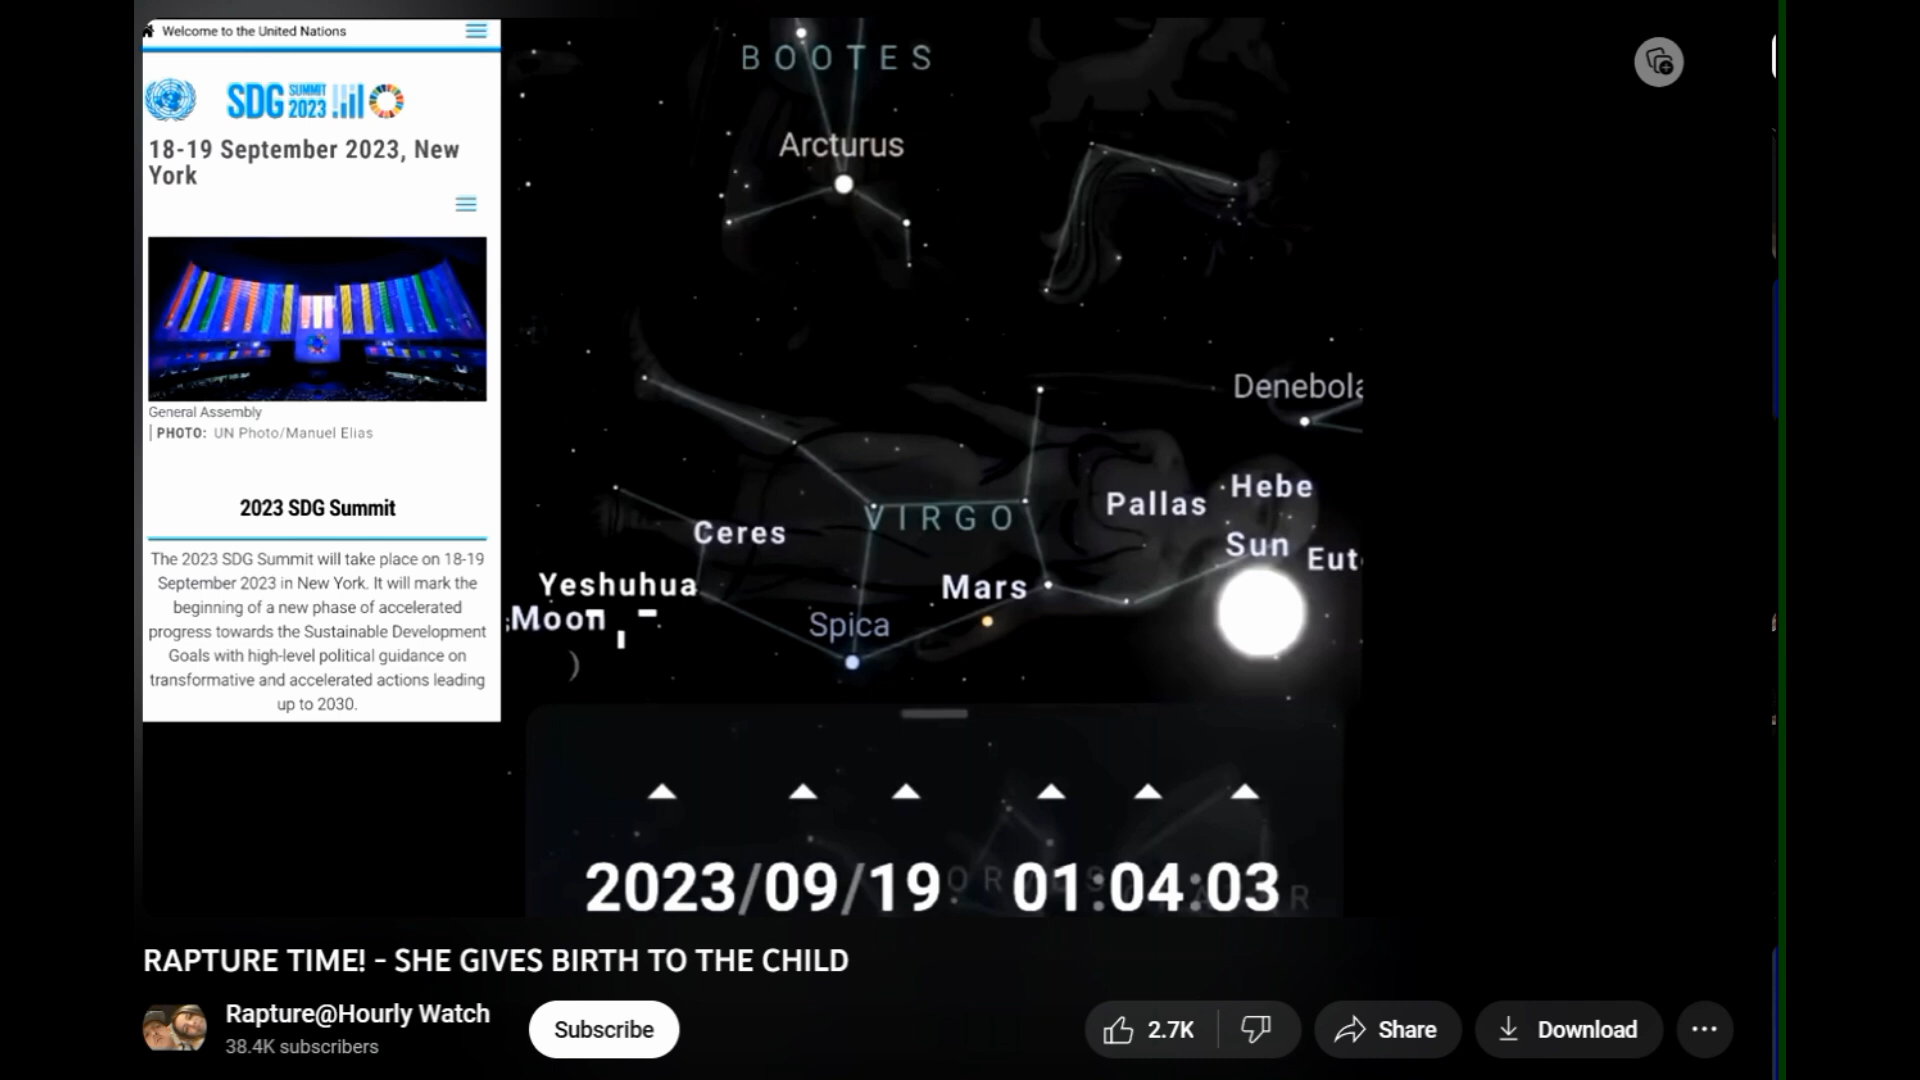 Welcome to the United Nations
SDG SUMMIT 2023
18-19 September 2023, New
York
General Assembly
PHOTO: UN Photo/Manuel Elias
2023 SDG Summit
The 2023 SDG Summit will take place on 18-19
September 2023 in New York. It will mark the
beginning of a new phase of accelerated
progress towards the Sustainable Development
Goals with high-level political guidance on
transformative and accelerated actions leading
up to 2030.
BOOTES
Arcturus
Denebola
Hebe
Pallas
VIRGO
Ceres
Sun
Eut
Yeshuhua
Mars
Moon
Spica
2023/09/19 01:04:03
RAPTURE TIME! - SHE GIVES BIRTH TO THE CHILD
Rapture@Hourly Watch
38.4K subscribers
Subscribe
2.7K
Share
Download